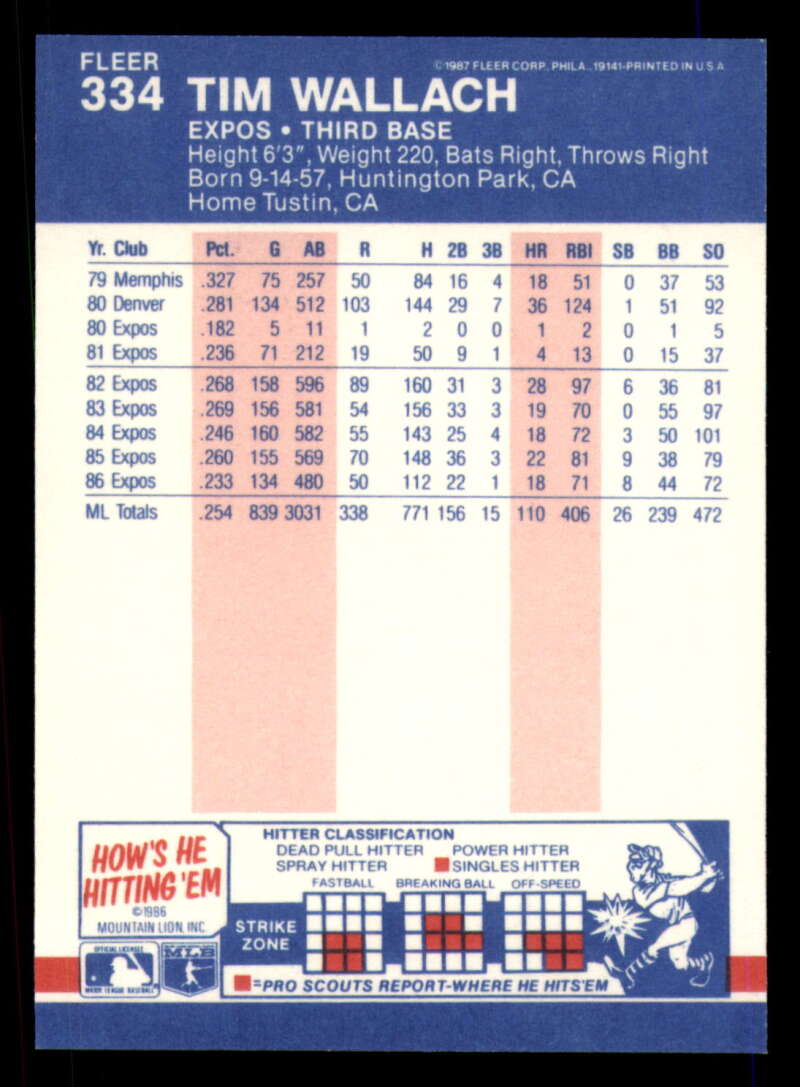 FLEER
©1987 FLEER CORP. PHILA., 19141-PRINTED IN U.S.A.
334 TIM WALLACH
EXPOS • THIRD BASE
Height 6'3", Weight 220, Bats Right, Throws Right
Born 9-14-57, Huntington Park, CA
Home Tustin, CA
Yr. Club Pct. G AB R H 2B 3B HR RBI SB BB SO
79 Memphis .327 75 257 50 84 16 4 18 51 0 37 53
80 Denver .281 134 512 103 144 29 7 36 124 1 51 92
80 Expos .182 5 11 1 2 0 0 1 2 0 1 5
81 Expos .236 71 212 19 50 9 1 4 13 0 15 37
82 Expos .268 158 596 89 160 31 3 28 97 6 36 81
83 Expos .269 156 581 54 156 33 3 19 70 0 55 97
84 Expos .246 160 582 55 143 25 4 18 72 3 50 101
85 Expos .260 155 569 70 148 36 3 22 81 9 38 79
86 Expos .233 134 480 50 112 22 1 18 71 8 44 72
ML Totals .254 839 3031 338 771 156 15 110 406 26 239 472
HOW'S HE
HITTING 'EM
©1986
MOUNTAIN LION, INC.
HITTER CLASSIFICATION
DEAD PULL HITTER POWER HITTER
SPRAY HITTER SINGLES HITTER
FASTBALL BREAKING BALL OFF-SPEED
STRIKE
ZONE
=PRO SCOUTS REPORT-WHERE HE HITS'EM
OFFICIAL LICENSEE
MAJOR LEAGUE BASEBALL
MLB